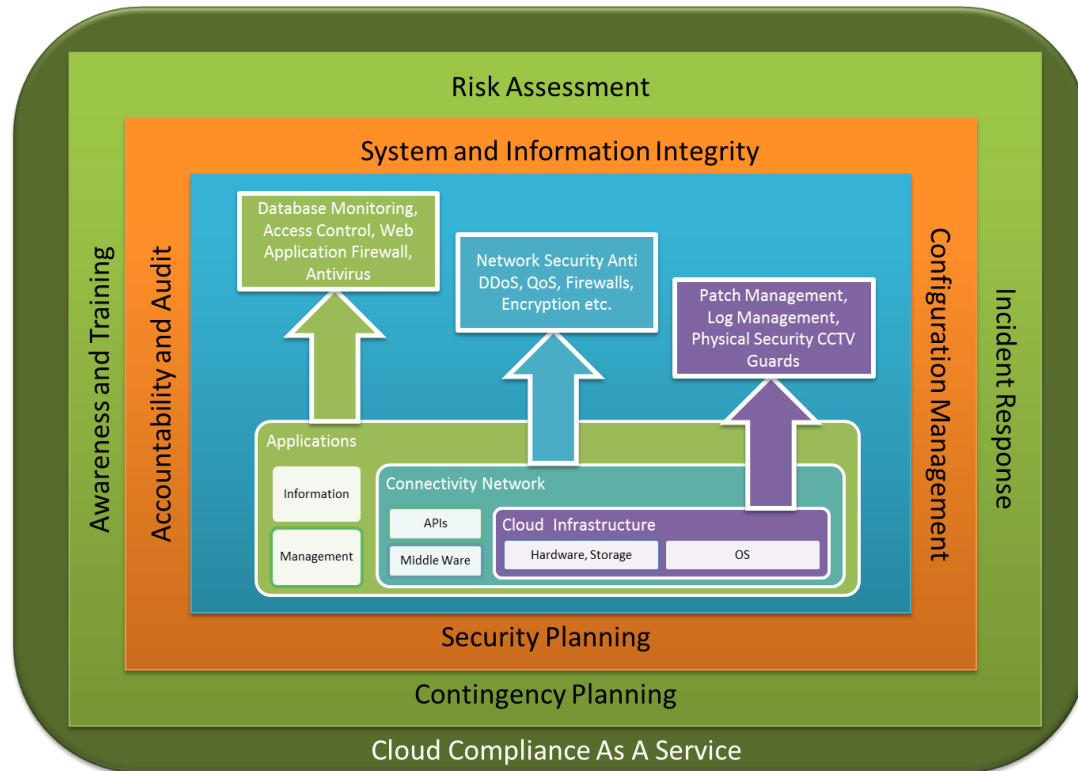 Risk Assessment
System and Information Integrity
Awareness and Training
Accountability and Audit
Database Monitoring,
Access Control, Web
Application Firewall,
Antivirus
Network Security Anti
DDoS, QoS, Firewalls,
Encryption etc.
Patch Management,
Log Management,
Physical Security CCTV
Guards
Configuration Management
Incident Response
Applications
Information
Management
Connectivity Network
APIs
Middle Ware
Cloud Infrastructure
Hardware, Storage
OS
Security Planning
Contingency Planning
Cloud Compliance As A Service